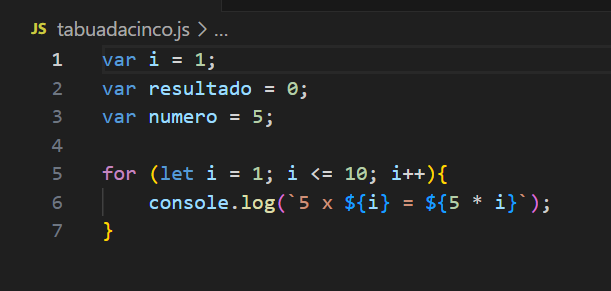 JS tabuadacinco.js > ...
1 var i = 1;
2 var resultado = 0;
3 var numero = 5;
4
5 for (let i = 1; i <= 10; i++){
6     console.log(`5 x ${i} = ${5 * i}`);
7 }